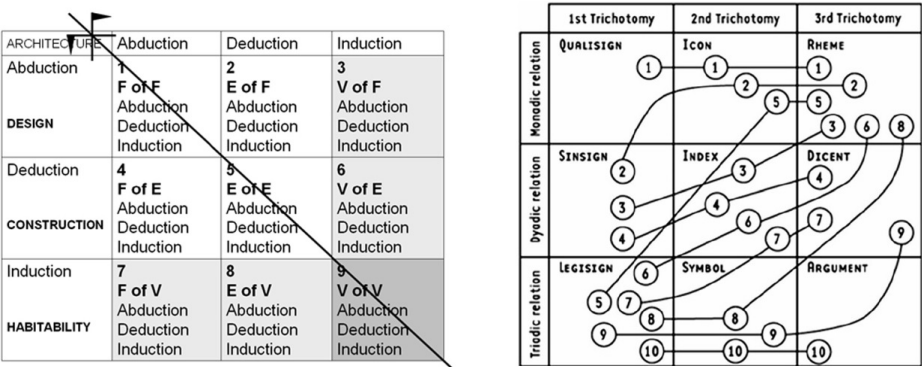 ARCHITECTURE Abduction Deduction Induction
Abduction 1 2 3
F of F E of F V of F
Abduction Abduction Abduction
DESIGN Deduction Deduction Deduction
Induction Induction Induction
Deduction 4 5 6
F of E E of E V of E
Abduction Abduction Abduction
CONSTRUCTION Deduction Deduction Deduction
Induction Induction Induction
Induction 7 8 9
F of V E of V V of V
Abduction Abduction Abduction
HABITABILITY Deduction Deduction Deduction
Induction Induction Induction
1st Trichotomy 2nd Trichotomy 3rd Trichotomy
Monadic relation
QUALISIGN ICON RHEME
1 1 1
2 2
5 5
3 6 8
Dyadic relation
SINSIGN INDEX DICENT
2 3 4
3 4
6 7
4 7 9
Triadic relation
LEGISIGN SYMBOL ARGUMENT
6
5 7
8 8
9 9
10 10 10